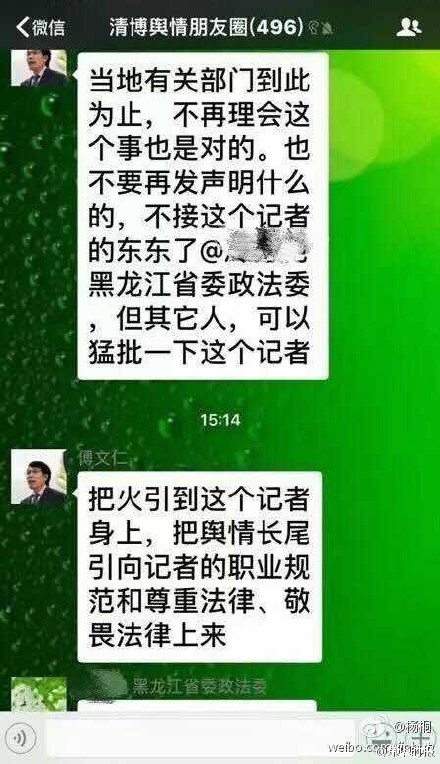 微信 清博舆情朋友圈(496)
当地有关部门到此
为止，不再理会这
个事也是对的。也
不要再发声明什么
的，不接这个记者
的东东了@
黑龙江省委政法委
，但其它人，可以
猛批一下这个记者
15:14
傅文仁
把火引到这个记者
身上，把舆情长尾
引向记者的职业规
范和尊重法律、敬
畏法律上来
黑龙江省委政法委
@杨桐
weibo.com/